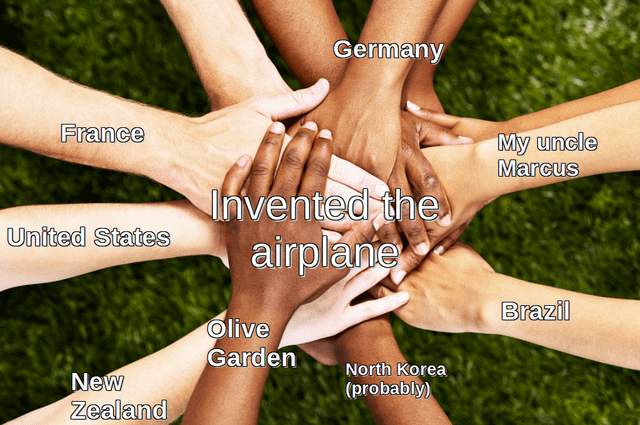 Germany
France
My uncle
Marcus
Invented the
airplane
United States
Brazil
Olive
Garden
North Korea
(probably)
New
Zealand